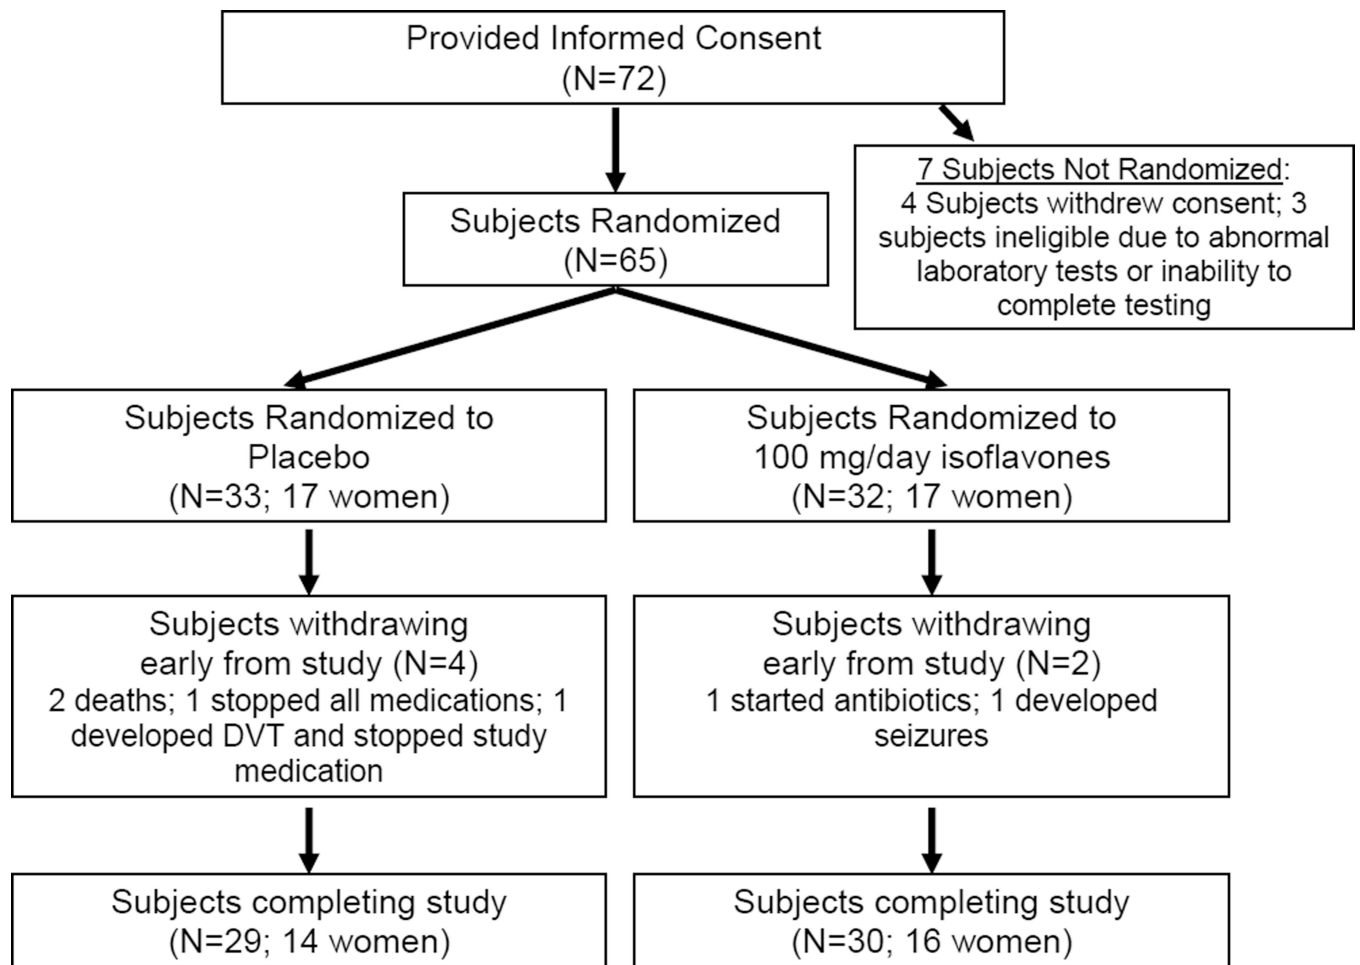 Provided Informed Consent
(N=72)
7 Subjects Not Randomized:
4 Subjects withdrew consent; 3
subjects ineligible due to abnormal
laboratory tests or inability to
complete testing
Subjects Randomized
(N=65)
Subjects Randomized to
Placebo
(N=33; 17 women)
Subjects Randomized to
100 mg/day isoflavones
(N=32; 17 women)
Subjects withdrawing
early from study (N=4)
2 deaths; 1 stopped all medications; 1
developed DVT and stopped study
medication
Subjects withdrawing
early from study (N=2)
1 started antibiotics; 1 developed
seizures
Subjects completing study
(N=29; 14 women)
Subjects completing study
(N=30; 16 women)